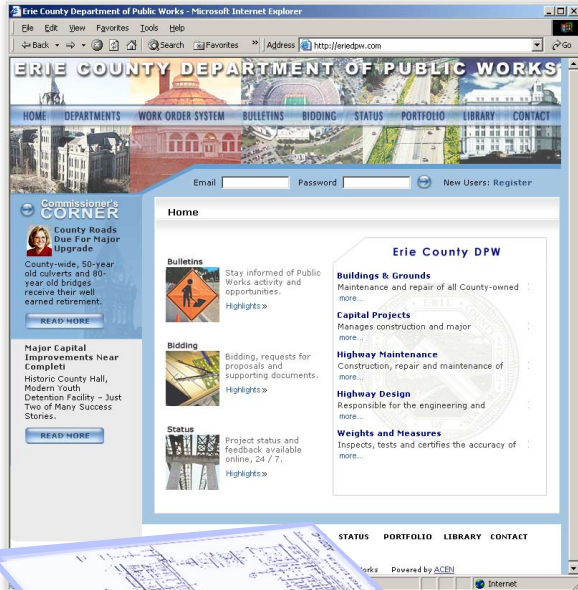 Erie County Department of Public Works - Microsoft Internet Explorer
File Edit View Favorites Tools Help
Back Search Favorites » Address http://eriedpw.com Go
ERIE COUNTY DEPARTMENT OF PUBLIC WORKS
HOME DEPARTMENTS WORK ORDER SYSTEM BULLETINS BIDDING STATUS PORTFOLIO LIBRARY CONTACT
Email Password New Users: Register
Commissioner's
CORNER
County Roads
Due For Major
Upgrade
County-wide, 50-year
old culverts and 80-
year old bridges
receive their well
earned retirement.
READ MORE
Major Capital
Improvements Near
Completi
Historic County Hall,
Modern Youth
Detention Facility – Just
Two of Many Success
Stories.
READ MORE
Home
Bulletins
Stay informed of Public
Works activity and
opportunities.
Highlights »
Bidding
Bidding, requests for
proposals and
supporting documents.
Highlights »
Status
Project status and
feedback available
online, 24 / 7.
Highlights »
Erie County DPW
Buildings & Grounds
Maintenance and repair of all County-owned
more...
Capital Projects
Manages construction and major
more...
Highway Maintenance
Construction, repair and maintenance of
more...
Highway Design
Responsible for the engineering and
more...
Weights and Measures
Inspects, tests and certifies the accuracy of
more...
STATUS PORTFOLIO LIBRARY CONTACT
Powered by ACEN
Internet